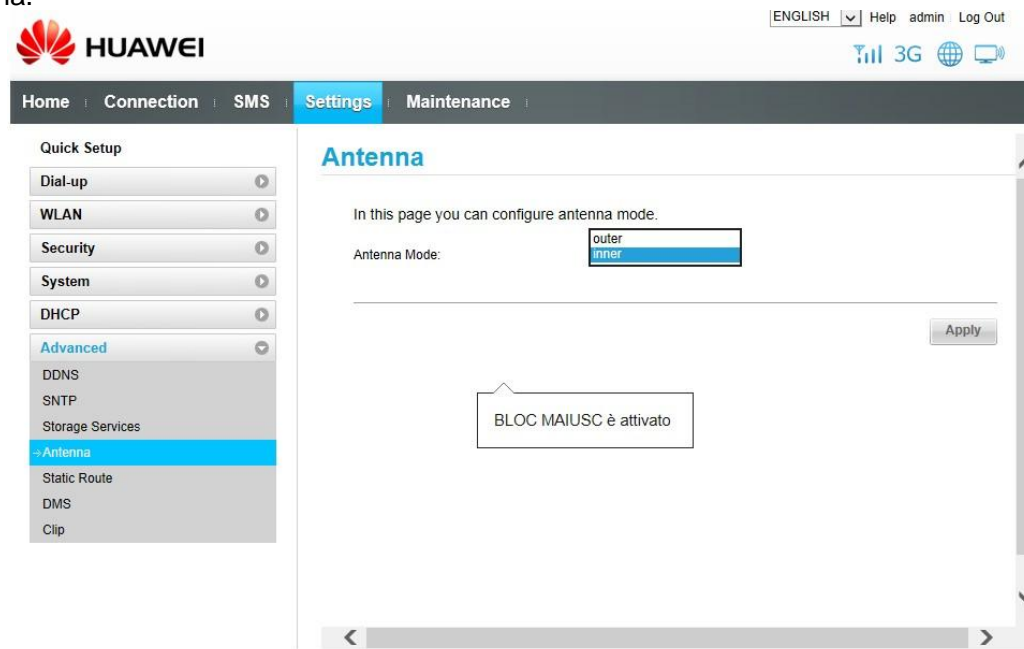 na.
ENGLISH Help admin Log Out
HUAWEI
3G
Home Connection SMS Settings Maintenance
Quick Setup
Dial-up
WLAN
Security
System
DHCP
Advanced
DDNS
SNTP
Storage Services
→Antenna
Static Route
DMS
Clip
Antenna
In this page you can configure antenna mode.
Antenna Mode:
outer
inner
Apply
BLOC MAIUSC è attivato